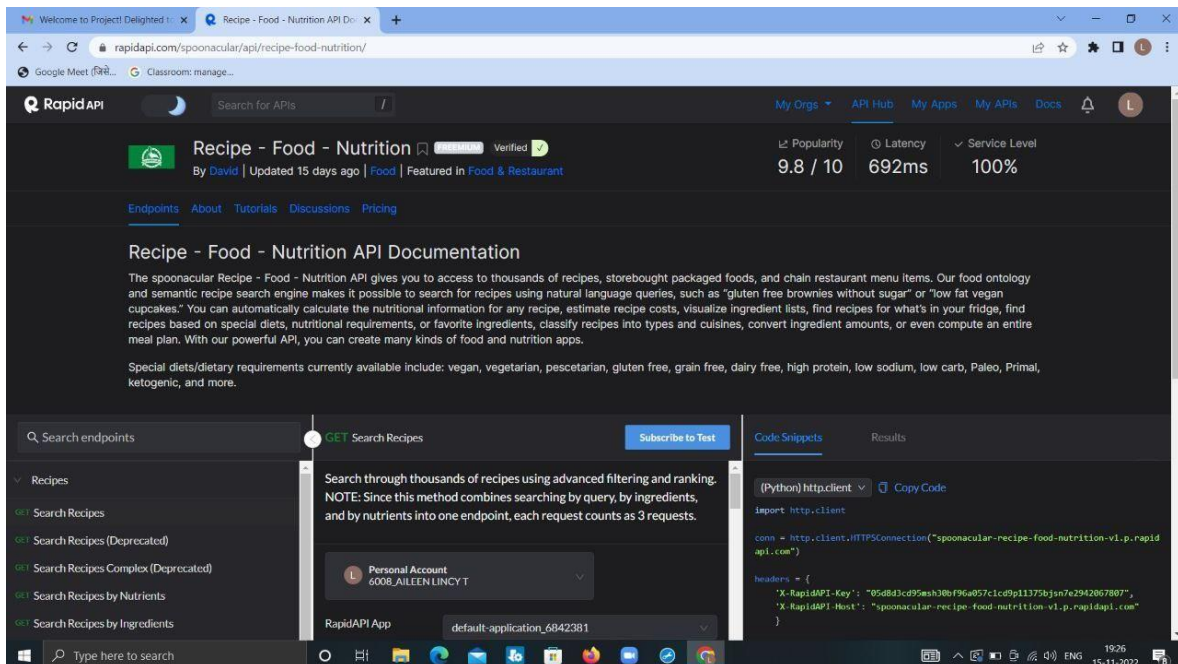 Welcome to Project! Delighted t
Recipe - Food - Nutrition API Do
rapidapi.com/spoonacular/api/recipe-food-nutrition/
Google Meet (जिसे...
Classroom: manage...
Rapid API
Search for APIs
/
My Orgs
API Hub
My Apps
My APIs
Docs
L
Recipe - Food - Nutrition
FREEMIUM
Verified
By David | Updated 15 days ago | Food | Featured in Food & Restaurant
Popularity
9.8 / 10
Latency
692ms
Service Level
100%
Endpoints
About
Tutorials
Discussions
Pricing
Recipe - Food - Nutrition API Documentation
The spoonacular Recipe - Food - Nutrition API gives you to access to thousands of recipes, storebought packaged foods, and chain restaurant menu items. Our food ontology
and semantic recipe search engine makes it possible to search for recipes using natural language queries, such as "gluten free brownies without sugar" or "low fat vegan
cupcakes." You can automatically calculate the nutritional information for any recipe, estimate recipe costs, visualize ingredient lists, find recipes for what's in your fridge, find
recipes based on special diets, nutritional requirements, or favorite ingredients, classify recipes into types and cuisines, convert ingredient amounts, or even compute an entire
meal plan. With our powerful API, you can create many kinds of food and nutrition apps.
Special diets/dietary requirements currently available include: vegan, vegetarian, pescetarian, gluten free, grain free, dairy free, high protein, low sodium, low carb, Paleo, Primal,
ketogenic, and more.
Search endpoints
Recipes
GET Search Recipes
GET Search Recipes (Deprecated)
GET Search Recipes Complex (Deprecated)
GET Search Recipes by Nutrients
GET Search Recipes by Ingredients
GET Search Recipes
Subscribe to Test
Search through thousands of recipes using advanced filtering and ranking.
NOTE: Since this method combines searching by query, by ingredients,
and by nutrients into one endpoint, each request counts as 3 requests.
L
Personal Account
6008_AILEEN LINCY T
RapidAPI App
default-application_6842381
Code Snippets
Results
(Python) http.client
Copy Code
import http.client
conn = http.client.HTTPSConnection("spoonacular-recipe-food-nutrition-v1.p.rapid
api.com")
headers = {
'X-RapidAPI-Key': "05d8d3cd95msh30bf96a057c1cd9p11375bjsn7e2942067807",
'X-RapidAPI-Host': "spoonacular-recipe-food-nutrition-v1.p.rapidapi.com"
}
Type here to search
ENG
19:26
15-11-2022